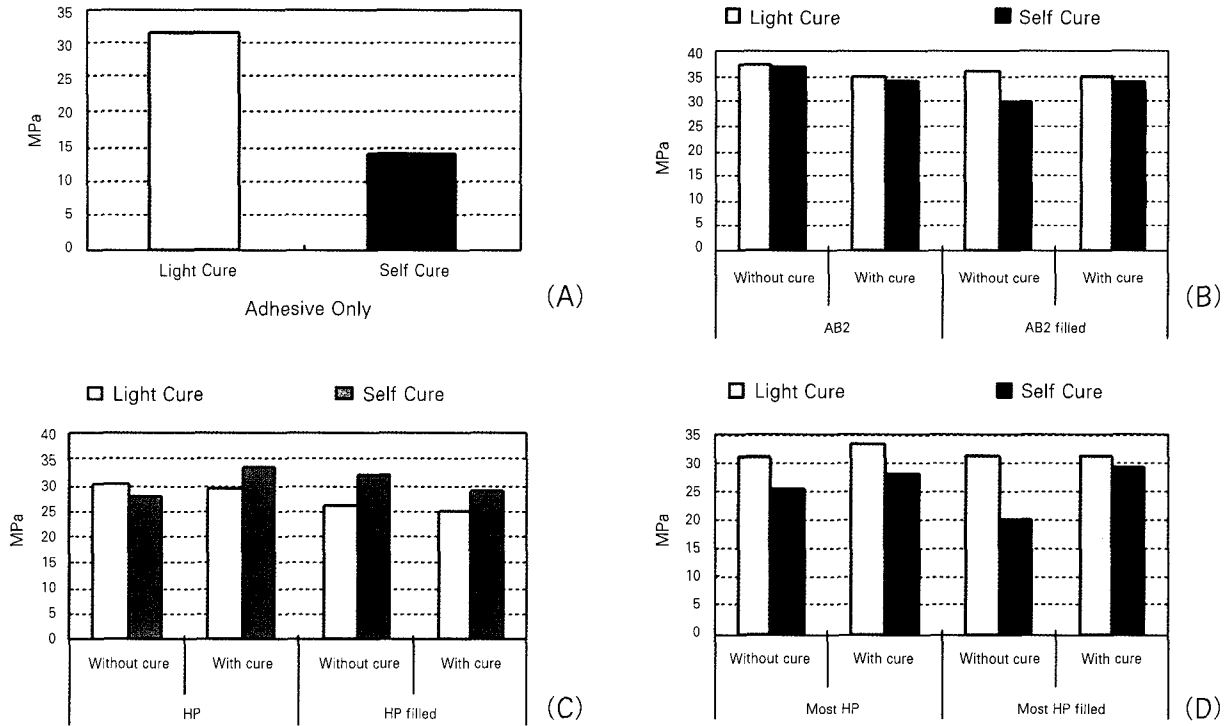 35
30
25
20
15
10
5
0
MPa
Light Cure Self Cure
Adhesive Only
(A)
Light Cure Self Cure
40
35
30
25
20
15
10
5
0
MPa
Without cure With cure Without cure With cure
AB2 AB2 filled
(B)
Light Cure Self Cure
40
35
30
25
20
15
10
5
0
MPa
Without cure With cure Without cure With cure
HP HP filled
(C)
Light Cure Self Cure
35
30
25
20
15
10
5
0
MPa
Without cure With cure Without cure With cure
Most HP Most HP filled
(D)